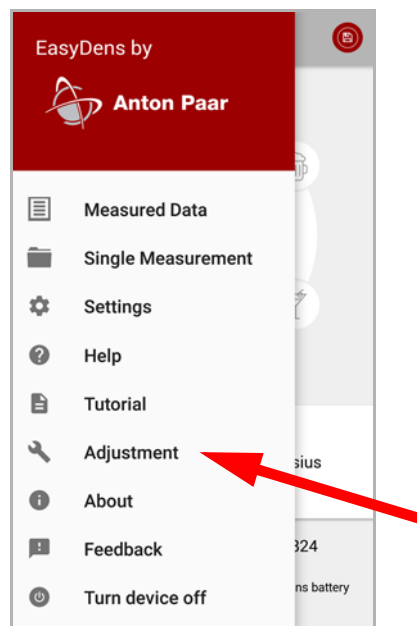 EasyDens by
Anton Paar
Measured Data
Single Measurement
Settings
Help
Tutorial
Adjustment
sius
About
Feedback
324
ns battery
Turn device off